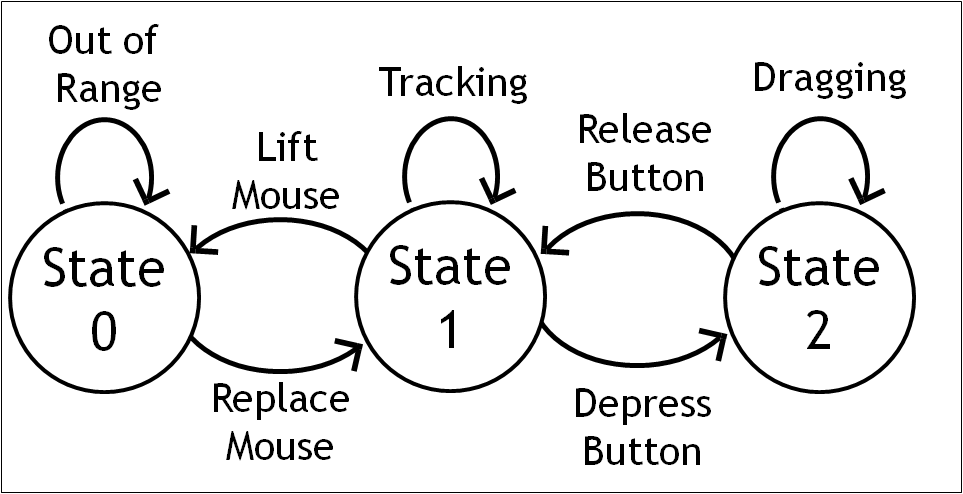 Out of
Range
Tracking
Dragging
Lift
Mouse
Release
Button
State
0
State
1
State
2
Replace
Mouse
Depress
Button